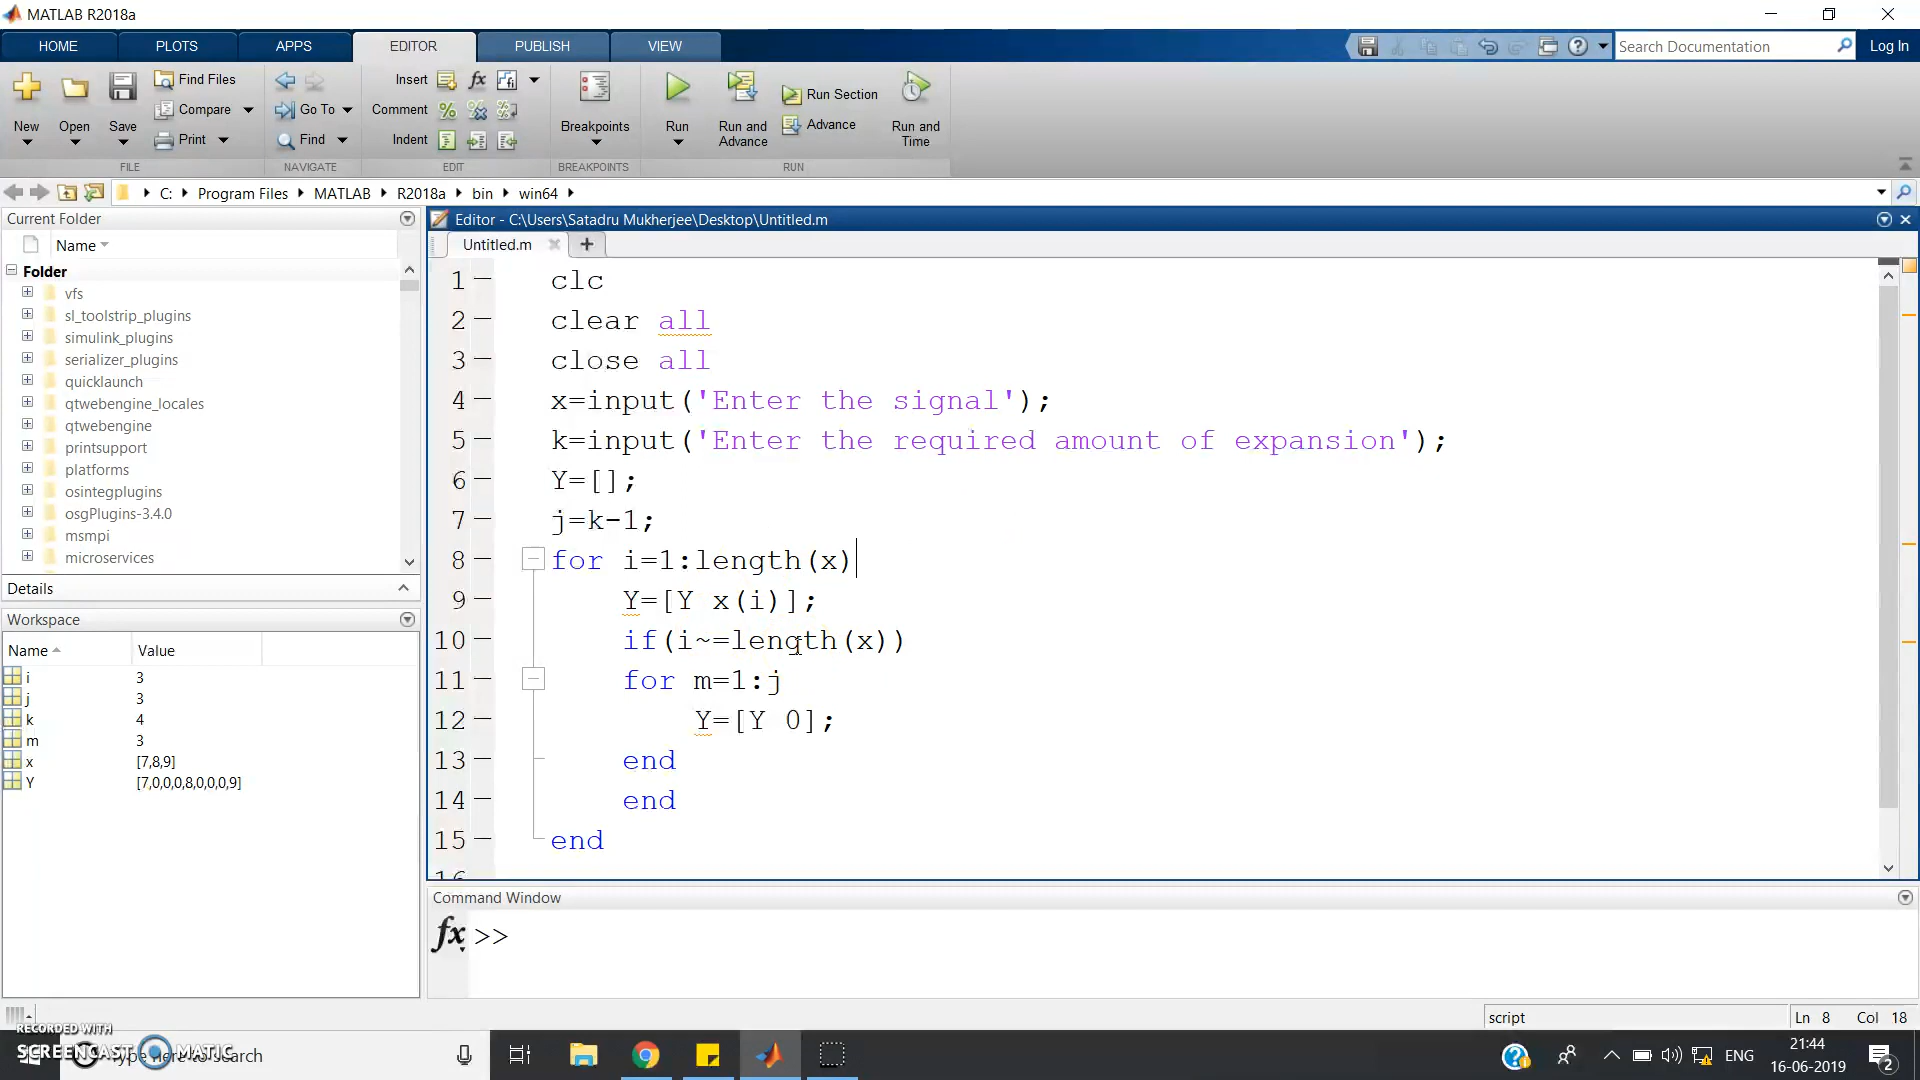 MATLAB R2018a
HOME PLOTS APPS EDITOR PUBLISH VIEW
Search Documentation Log In
New Open Save
Find Files
Compare
Print
FILE
Go To
Find
NAVIGATE
Insert fx
Comment
Indent
EDIT
Breakpoints
BREAKPOINTS
Run
Run and Advance
Run Section
Advance
Run and Time
RUN
C: Program Files MATLAB R2018a bin win64
Current Folder
Name
Folder
vfs
sl_toolstrip_plugins
simulink_plugins
serializer_plugins
quicklaunch
qtwebengine_locales
qtwebengine
printsupport
platforms
osintegplugins
osgPlugins-3.4.0
msmpi
microservices
Details
Workspace
Name Value
i 3
j 3
k 4
m 3
x [7,8,9]
Y [7,0,0,0,8,0,0,0,9]
Editor - C:\Users\Satadru Mukherjee\Desktop\Untitled.m
Untitled.m
1 clc
2 clear all
3 close all
4 x=input('Enter the signal');
5 k=input('Enter the required amount of expansion');
6 Y=[];
7 j=k-1;
8 for i=1:length(x)
9 Y=[Y x(i)];
10 if(i~=length(x))
11 for m=1:j
12 Y=[Y 0];
13 end
14 end
15 end
16
Command Window
fx >>
script Ln 8 Col 18
RECORDED WITH
SCREENCAST MATIC
Type here to search
ENG
21:44
16-06-2019
2